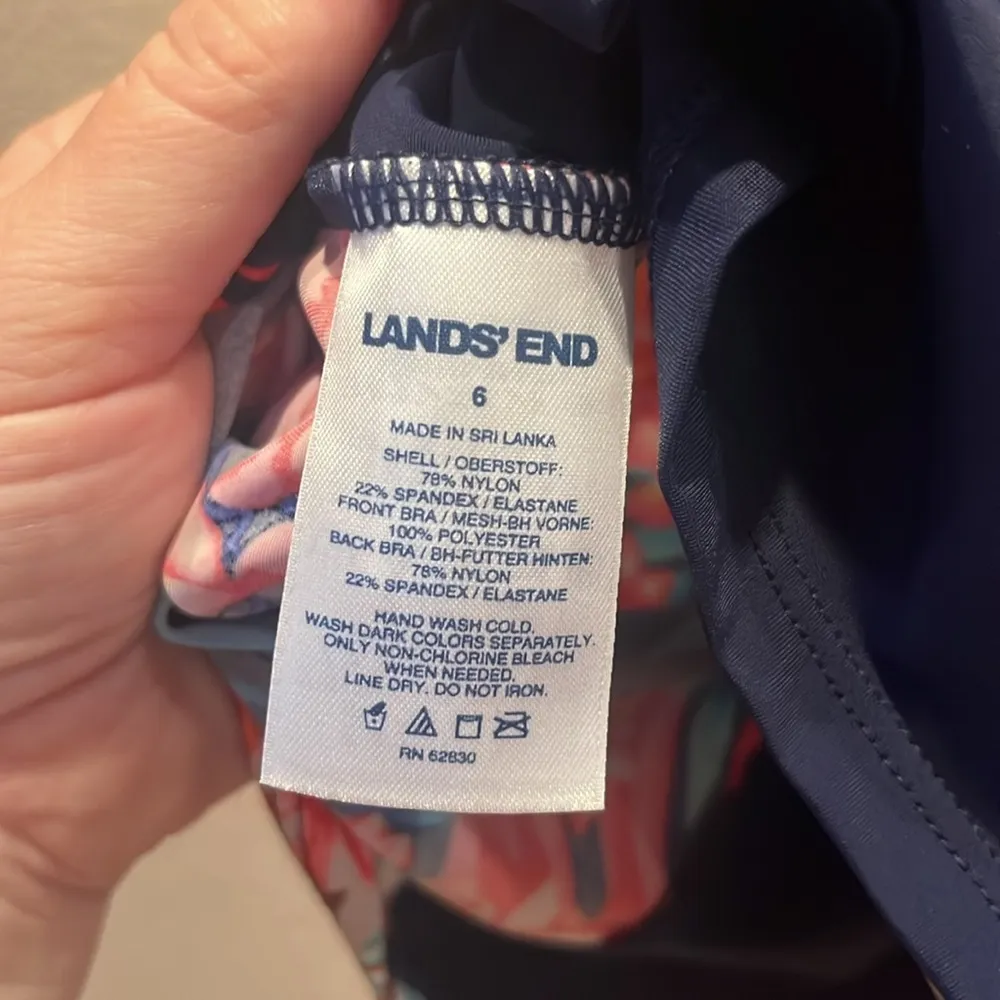 LANDS' END
6
MADE IN SRI LANKA
SHELL / OBERSTOFF:
78% NYLON
22% SPANDEX / ELASTANE
FRONT BRA / MESH-BH VORNE:
100% POLYESTER
BACK BRA / BH-FUTTER HINTEN:
78% NYLON
22% SPANDEX / ELASTANE
HAND WASH COLD.
WASH DARK COLORS SEPARATELY.
ONLY NON-CHLORINE BLEACH
WHEN NEEDED.
LINE DRY. DO NOT IRON.
RN 62830